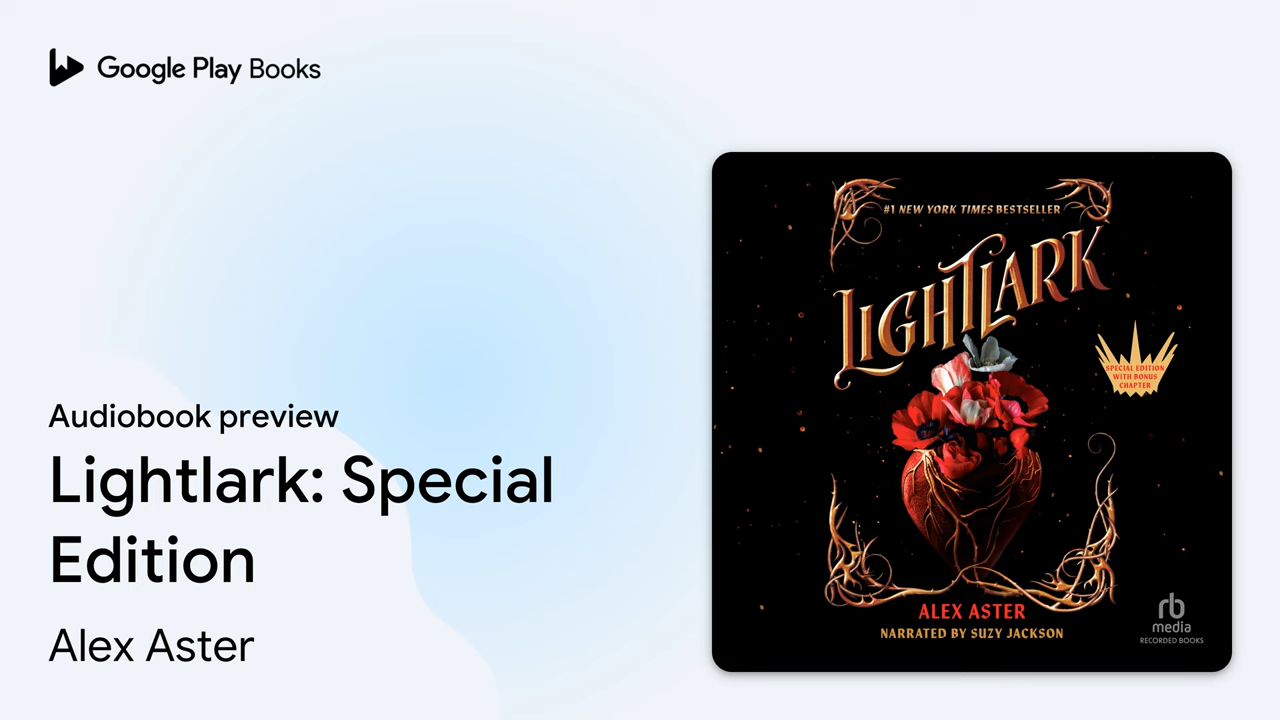 Google Play Books
Audiobook preview
Lightlark: Special
Edition
Alex Aster
#1 NEW YORK TIMES BESTSELLER
LIGHTLARK
SPECIAL EDITION
WITH BONUS
CHAPTER
ALEX ASTER
NARRATED BY SUZY JACKSON
rb
media
RECORDED BOOKS